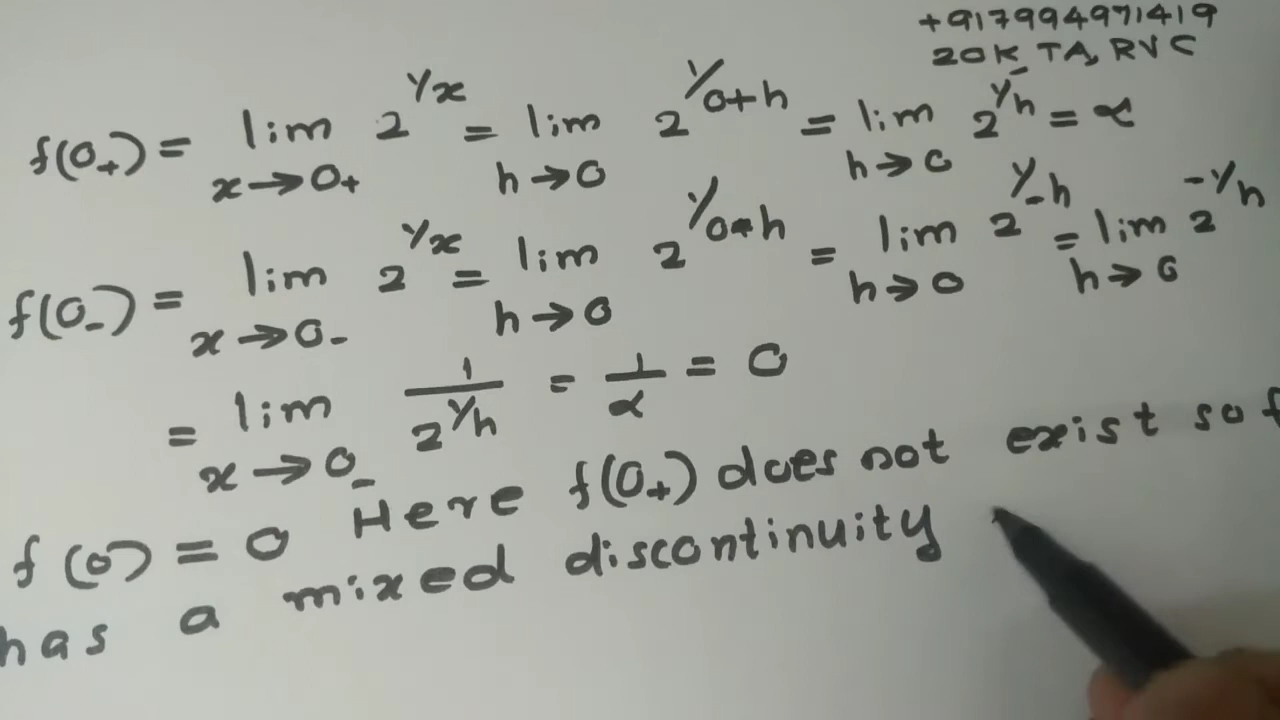 +917994971419
20K, TA, RVC
f(0+) = lim x→0+ 2^1/x = lim h→0 2^1/0+h = lim h→0 2^1/h = ∝
f(0-) = lim x→0- 2^1/x = lim h→0 2^1/0-h = lim h→0 2^1/-h = lim h→0 2^-1/h
= lim x→0- 1/2^1/h = 1/∝ = 0
f(0) = 0 Here f(0+) does not exist so f
has a mixed discontinuity